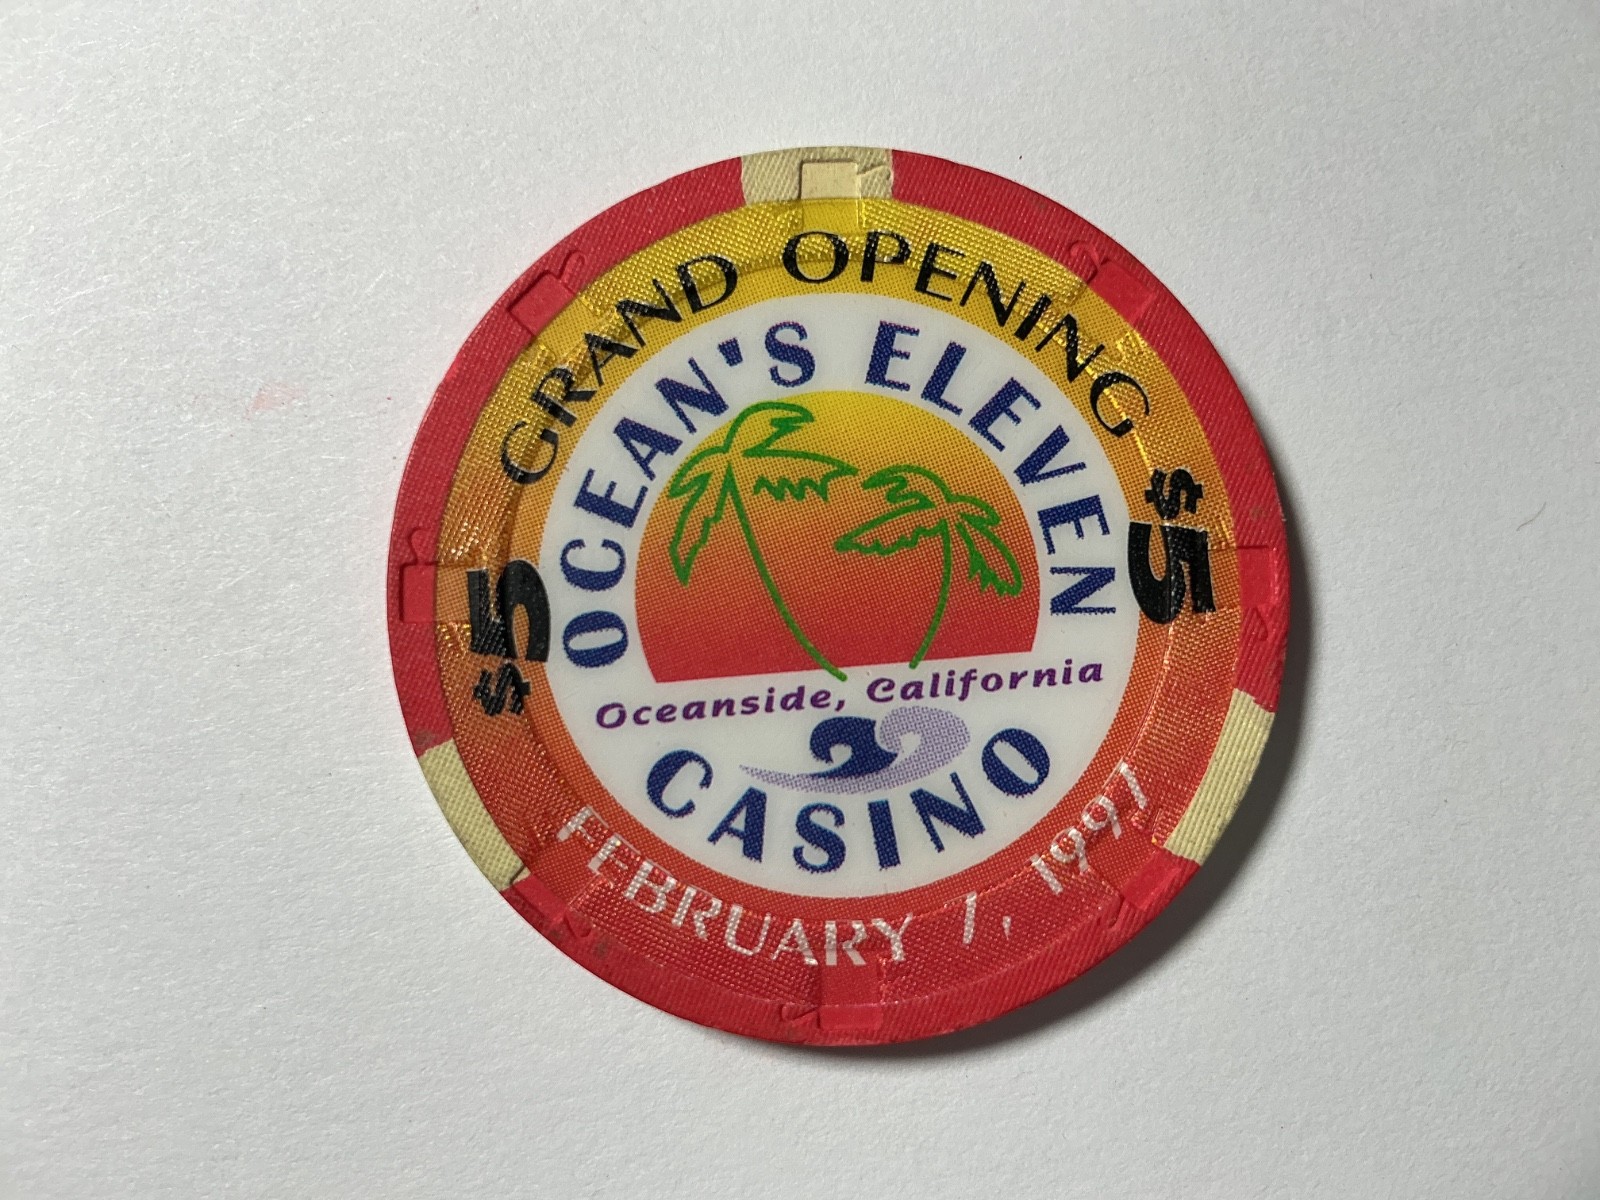 GRAND OPENING
OCEAN'S ELEVEN
$5
$5
Oceanside, California
CASINO
FEBRUARY 7, 1997